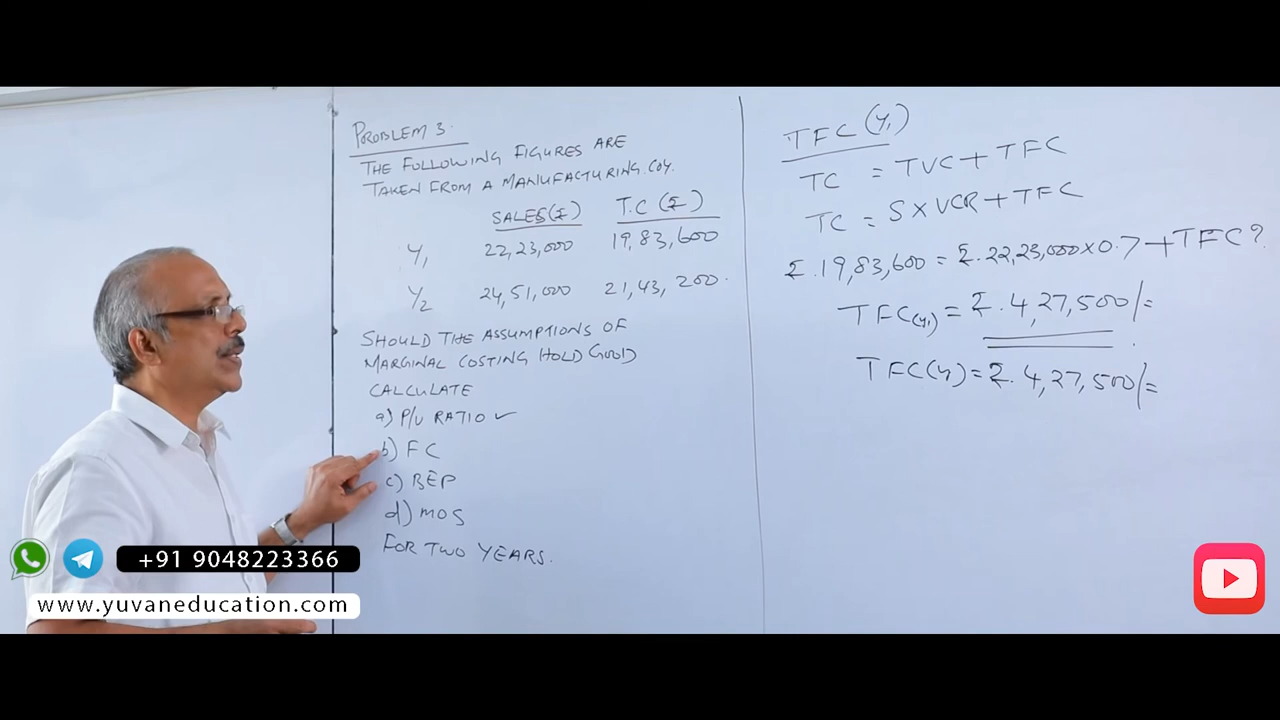 PROBLEM 3.
THE FOLLOWING FIGURES ARE
TAKEN FROM A MANUFACTURING COY.
SALES(₹) T.C (₹)
Y1 22,23,000 19,83,600
Y2 24,51,000 21,43,200.
SHOULD THE ASSUMPTIONS OF
MARGINAL COSTING HOLD GOOD
CALCULATE
a) P/V RATIO ✓
b) FC
c) BEP
d) MOS
FOR TWO YEARS.
TFC (Y1)
TC = TVC + TFC
TC = S X VCR + TFC
₹.19,83,600 = ₹.22,23,000 X 0.7 + TFC?
TFC(Y1) = ₹.4,27,500/=
TFC(Y) = ₹.4,27,500/=
+91 9048223366
www.yuvaneducation.com